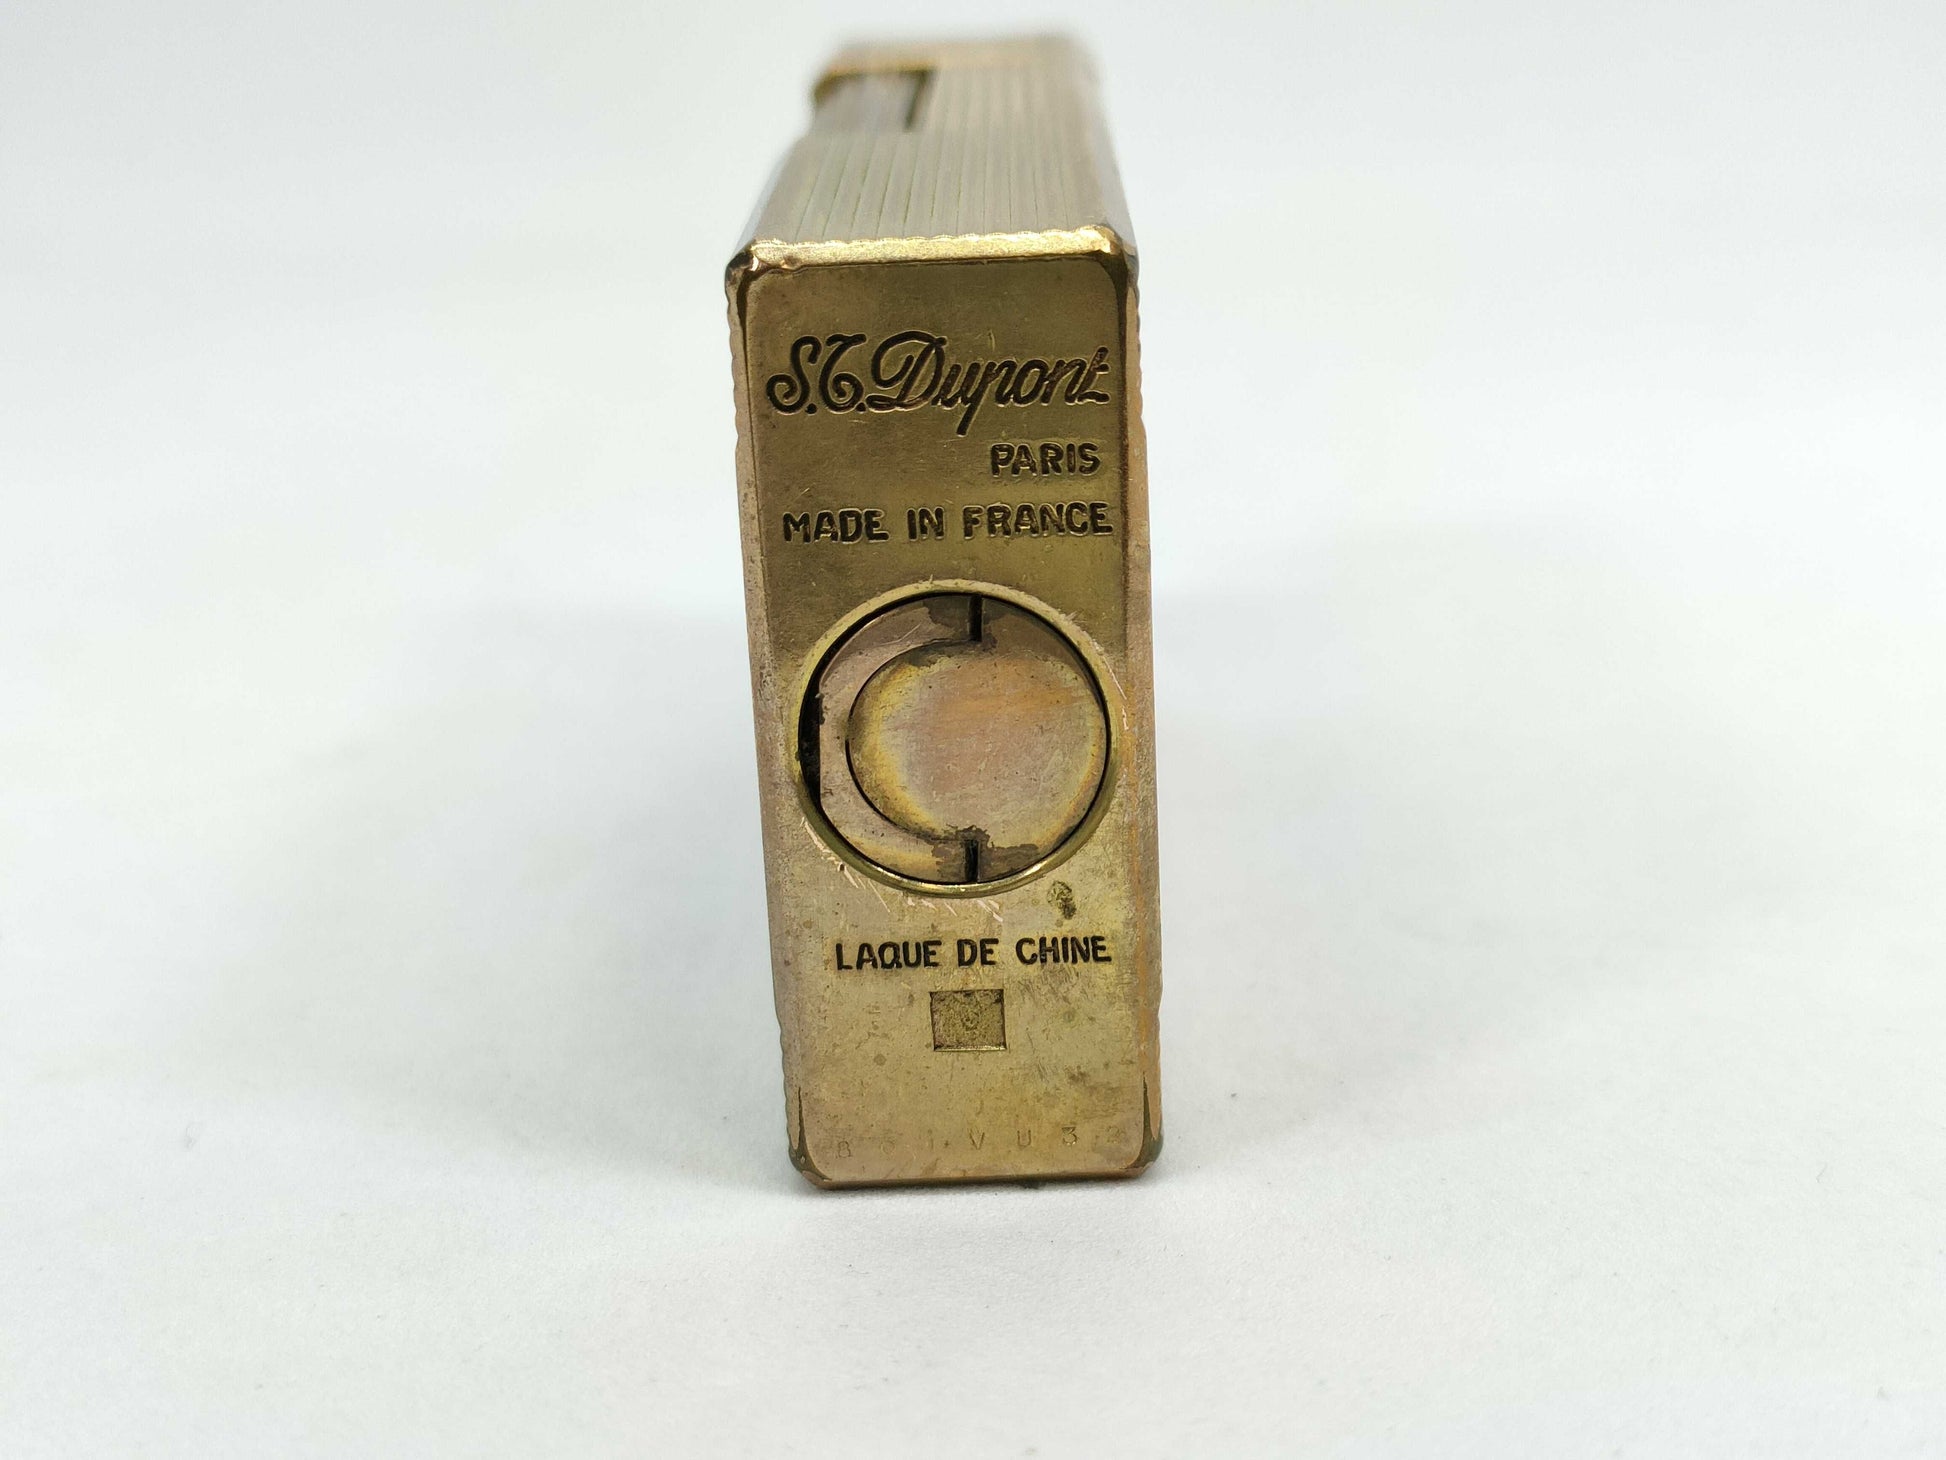 S.T. Dupont
PARIS
MADE IN FRANCE
LAQUE DE CHINE